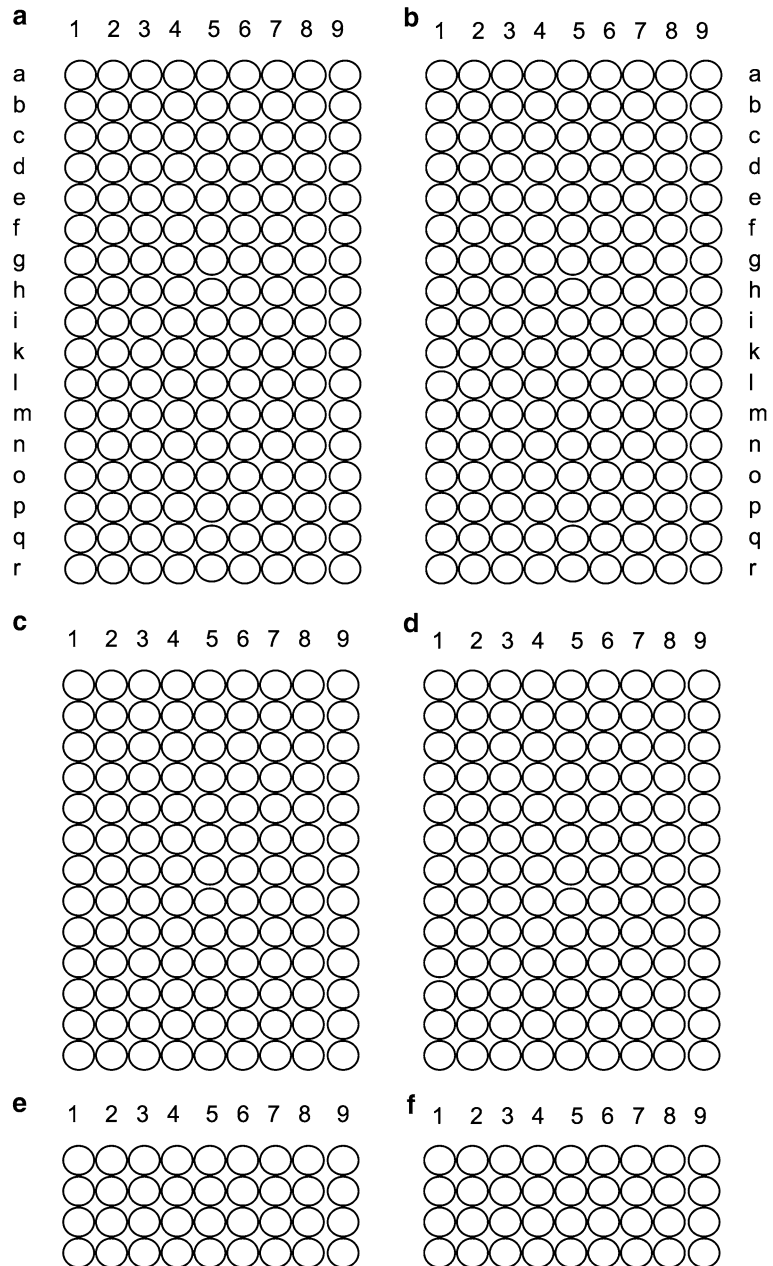 a 1 2 3 4 5 6 7 8 9
b 1 2 3 4 5 6 7 8 9
a a
b b
c c
d d
e e
f f
g g
h h
i i
k k
l l
m m
n n
o o
p p
q q
r r
c 1 2 3 4 5 6 7 8 9
d 1 2 3 4 5 6 7 8 9
e 1 2 3 4 5 6 7 8 9
f 1 2 3 4 5 6 7 8 9